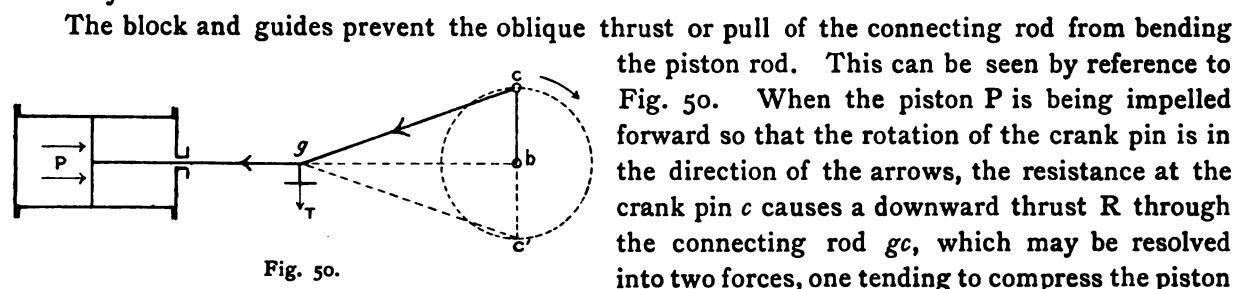 The block and guides prevent the oblique thrust or pull of the connecting rod from bending
the piston rod. This can be seen by reference to
Fig. 50. When the piston P is being impelled
forward so that the rotation of the crank pin is in
the direction of the arrows, the resistance at the
crank pin c causes a downward thrust R through
the connecting rod gc, which may be resolved
into two forces, one tending to compress the piston
c
g
P
b
T
c'
Fig. 50.